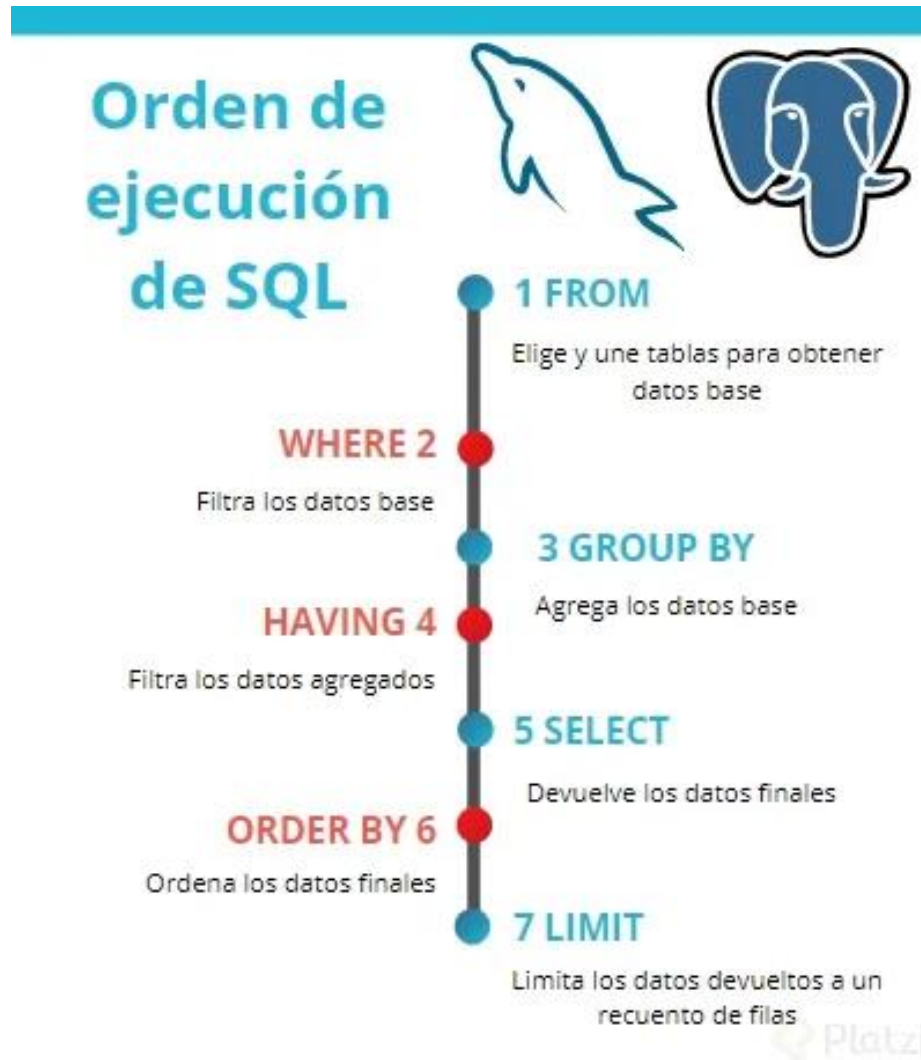 Orden de
ejecución
de SQL
1 FROM
Elige y une tablas para obtener
datos base
WHERE 2
Filtra los datos base
3 GROUP BY
Agrega los datos base
HAVING 4
Filtra los datos agregados
5 SELECT
Devuelve los datos finales
ORDER BY 6
Ordena los datos finales
7 LIMIT
Limita los datos devueltos a un
recuento de filas
Platz